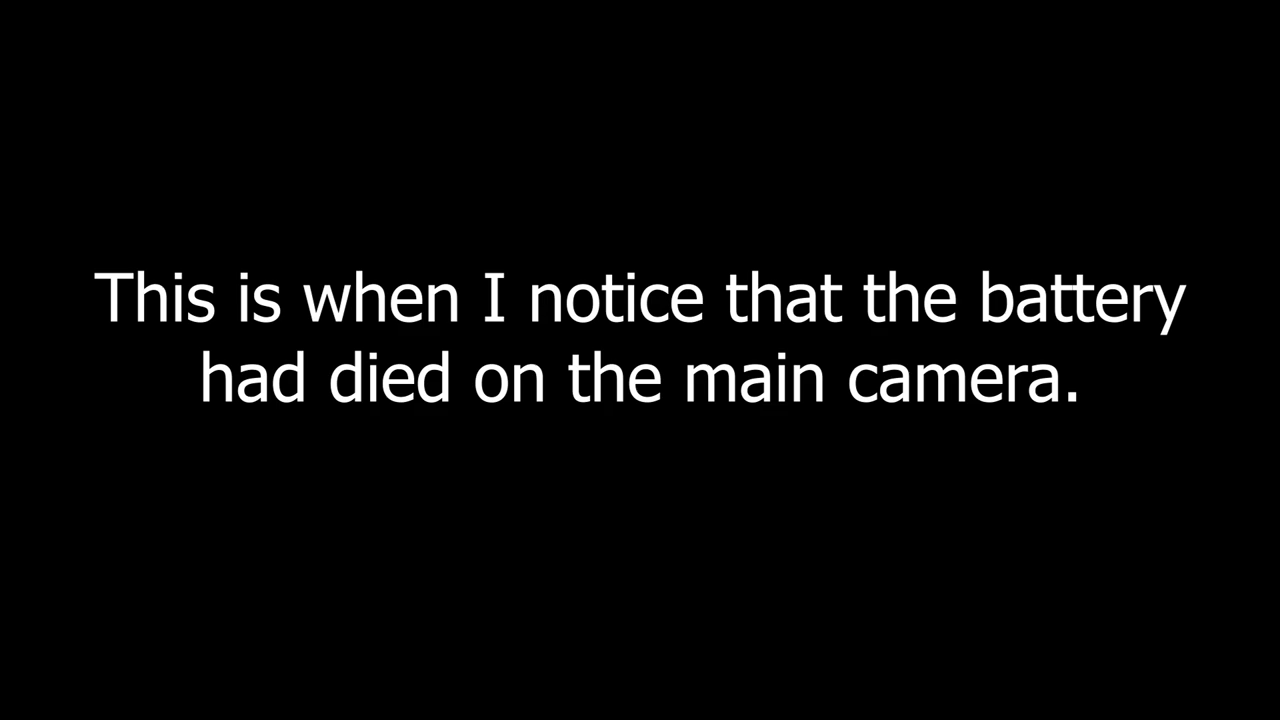 This is when I notice that the battery
had died on the main camera.